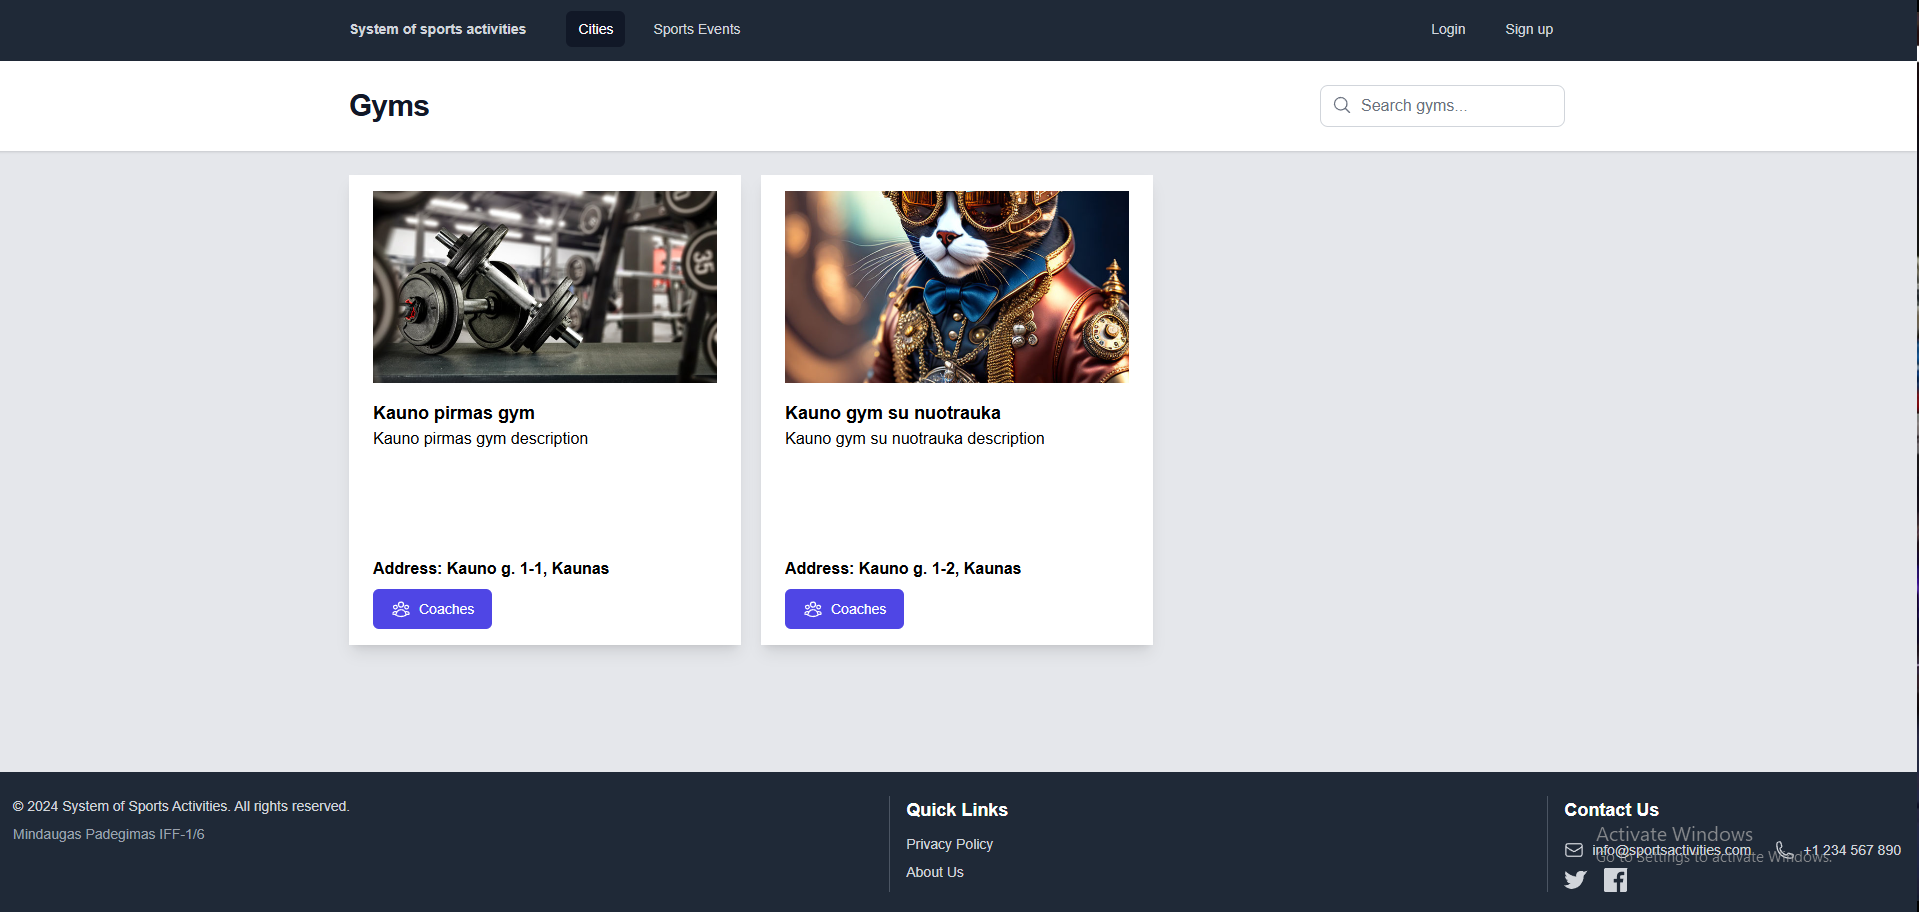 System of sports activities
Cities
Sports Events
Login
Sign up
Gyms
Search gyms...
35
Kauno pirmas gym
Kauno pirmas gym description
Address: Kauno g. 1-1, Kaunas
Coaches
Kauno gym su nuotrauka
Kauno gym su nuotrauka description
Address: Kauno g. 1-2, Kaunas
Coaches
© 2024 System of Sports Activities. All rights reserved.
Mindaugas Padegimas IFF-1/6
Quick Links
Privacy Policy
About Us
Contact Us
info@sportsactivities.com
+1 234 567 890
Activate Windows
Go to Settings to activate Windows.